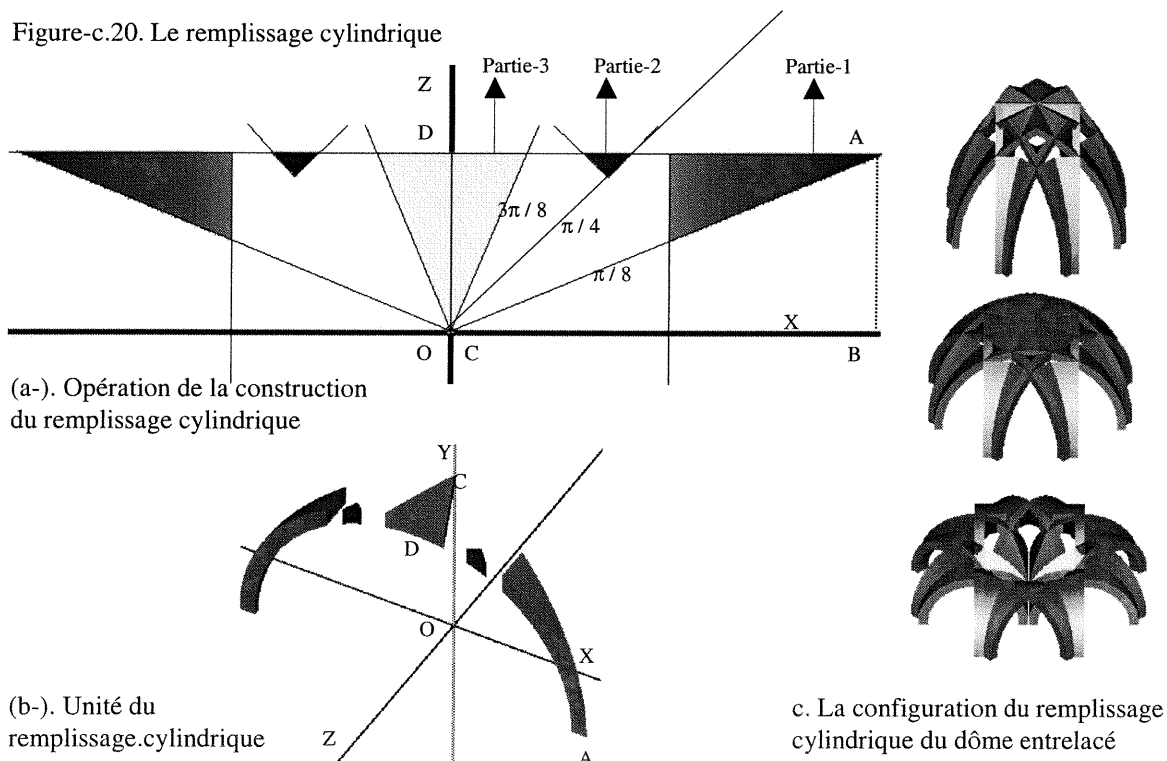 Figure-c.20. Le remplissage cylindrique
Partie-3
Partie-2
Partie-1
Z
D
A
3π / 8
π / 4
π / 8
X
O
C
B
(a-). Opération de la construction
du remplissage cylindrique
Y
C
D
O
X
Z
A
(b-). Unité du
remplissage.cylindrique
c. La configuration du remplissage
cylindrique du dôme entrelacé